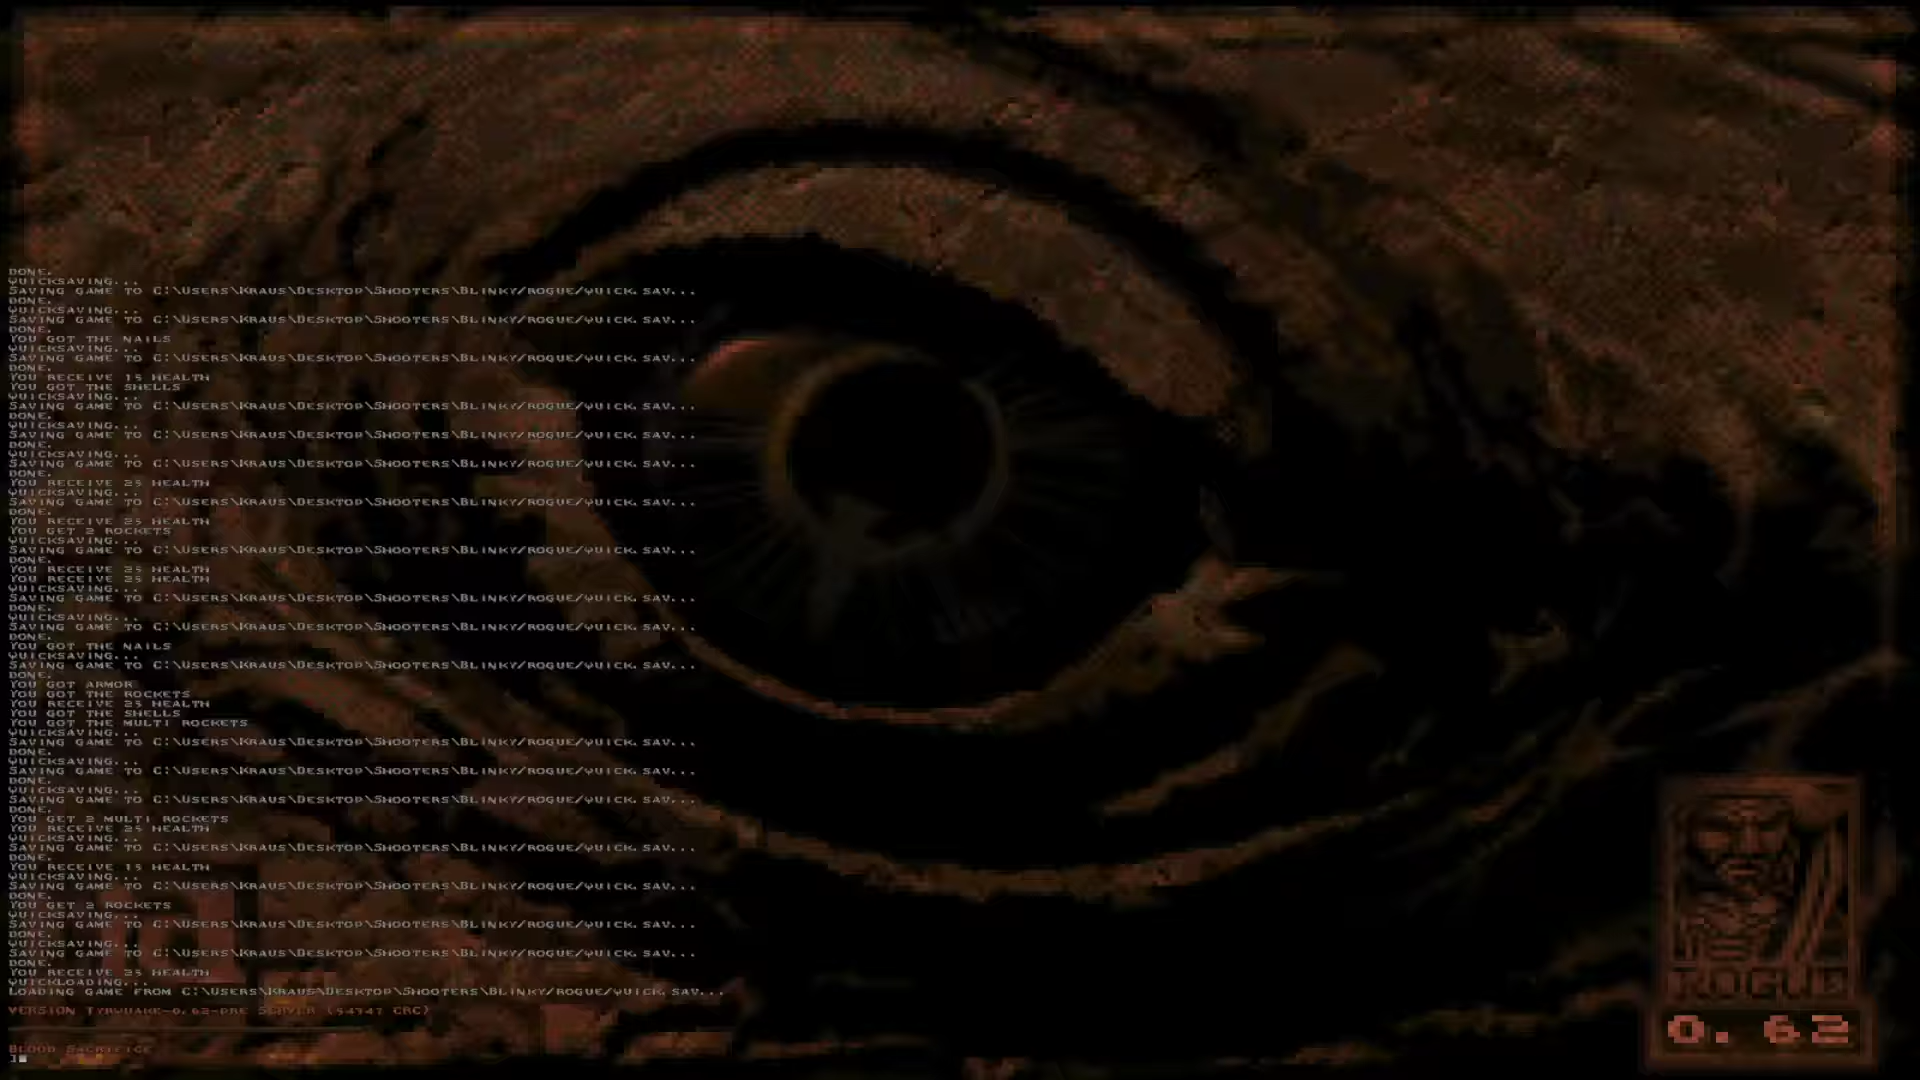 DONE.
QUICKSAVING...
SAVING GAME TO C:\USERS\KRAUS\DESKTOP\SHOOTERS\BLINKY/ROGUE/QUICK.SAV...
DONE.
QUICKSAVING...
SAVING GAME TO C:\USERS\KRAUS\DESKTOP\SHOOTERS\BLINKY/ROGUE/QUICK.SAV...
DONE.
YOU GOT THE NAILS
QUICKSAVING...
SAVING GAME TO C:\USERS\KRAUS\DESKTOP\SHOOTERS\BLINKY/ROGUE/QUICK.SAV...
DONE.
YOU RECEIVE 15 HEALTH
YOU GOT THE SHELLS
QUICKSAVING...
SAVING GAME TO C:\USERS\KRAUS\DESKTOP\SHOOTERS\BLINKY/ROGUE/QUICK.SAV...
DONE.
QUICKSAVING...
SAVING GAME TO C:\USERS\KRAUS\DESKTOP\SHOOTERS\BLINKY/ROGUE/QUICK.SAV...
DONE.
QUICKSAVING...
SAVING GAME TO C:\USERS\KRAUS\DESKTOP\SHOOTERS\BLINKY/ROGUE/QUICK.SAV...
DONE.
YOU RECEIVE 25 HEALTH
QUICKSAVING...
SAVING GAME TO C:\USERS\KRAUS\DESKTOP\SHOOTERS\BLINKY/ROGUE/QUICK.SAV...
DONE.
YOU RECEIVE 25 HEALTH
YOU GET 2 ROCKETS
QUICKSAVING...
SAVING GAME TO C:\USERS\KRAUS\DESKTOP\SHOOTERS\BLINKY/ROGUE/QUICK.SAV...
DONE.
YOU RECEIVE 25 HEALTH
YOU RECEIVE 25 HEALTH
QUICKSAVING...
SAVING GAME TO C:\USERS\KRAUS\DESKTOP\SHOOTERS\BLINKY/ROGUE/QUICK.SAV...
DONE.
QUICKSAVING...
SAVING GAME TO C:\USERS\KRAUS\DESKTOP\SHOOTERS\BLINKY/ROGUE/QUICK.SAV...
DONE.
YOU GOT THE NAILS
QUICKSAVING...
SAVING GAME TO C:\USERS\KRAUS\DESKTOP\SHOOTERS\BLINKY/ROGUE/QUICK.SAV...
DONE.
YOU GOT ARMOR
YOU GOT THE ROCKETS
YOU RECEIVE 25 HEALTH
YOU GOT THE SHELLS
YOU GOT THE MULTI ROCKETS
QUICKSAVING...
SAVING GAME TO C:\USERS\KRAUS\DESKTOP\SHOOTERS\BLINKY/ROGUE/QUICK.SAV...
DONE.
QUICKSAVING...
SAVING GAME TO C:\USERS\KRAUS\DESKTOP\SHOOTERS\BLINKY/ROGUE/QUICK.SAV...
DONE.
QUICKSAVING...
SAVING GAME TO C:\USERS\KRAUS\DESKTOP\SHOOTERS\BLINKY/ROGUE/QUICK.SAV...
DONE.
YOU GET 2 MULTI ROCKETS
YOU RECEIVE 25 HEALTH
QUICKSAVING...
SAVING GAME TO C:\USERS\KRAUS\DESKTOP\SHOOTERS\BLINKY/ROGUE/QUICK.SAV...
DONE.
YOU RECEIVE 15 HEALTH
QUICKSAVING...
SAVING GAME TO C:\USERS\KRAUS\DESKTOP\SHOOTERS\BLINKY/ROGUE/QUICK.SAV...
DONE.
YOU GET 2 ROCKETS
QUICKSAVING...
SAVING GAME TO C:\USERS\KRAUS\DESKTOP\SHOOTERS\BLINKY/ROGUE/QUICK.SAV...
DONE.
QUICKSAVING...
SAVING GAME TO C:\USERS\KRAUS\DESKTOP\SHOOTERS\BLINKY/ROGUE/QUICK.SAV...
DONE.
YOU RECEIVE 25 HEALTH
QUICKLOADING...
LOADING GAME FROM C:\USERS\KRAUS\DESKTOP\SHOOTERS\BLINKY/ROGUE/QUICK.SAV...
VERSION TYRQUAKE-0.62-PRE SERVER (54747 CRC)
BLOOD SACRIFICE
]
ROGUE
0.62